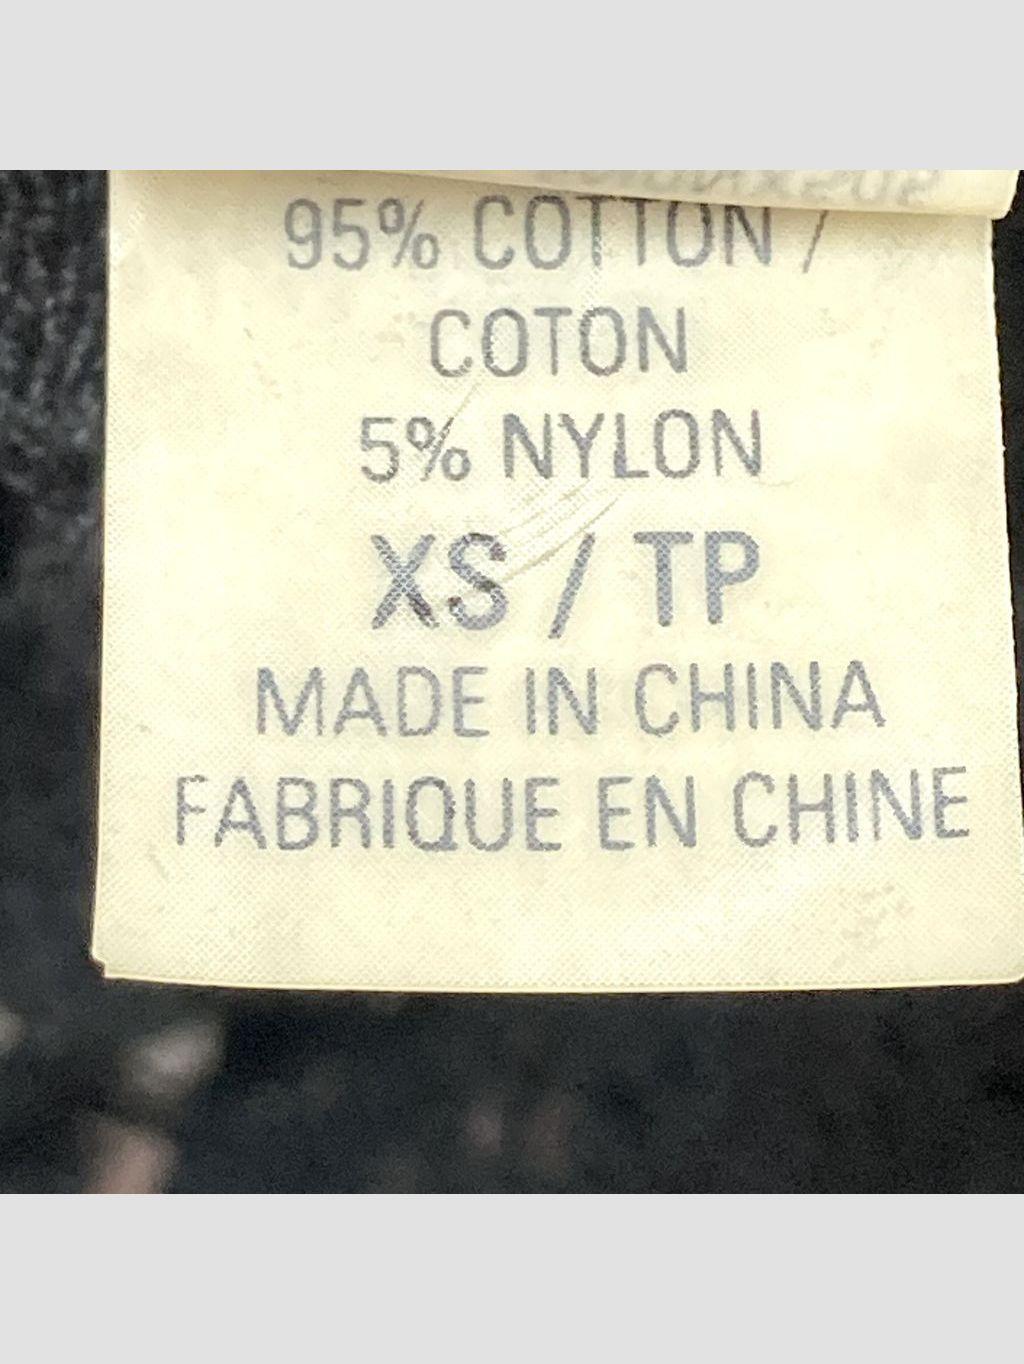 95% COTTON /
COTON
5% NYLON
XS / TP
MADE IN CHINA
FABRIQUE EN CHINE